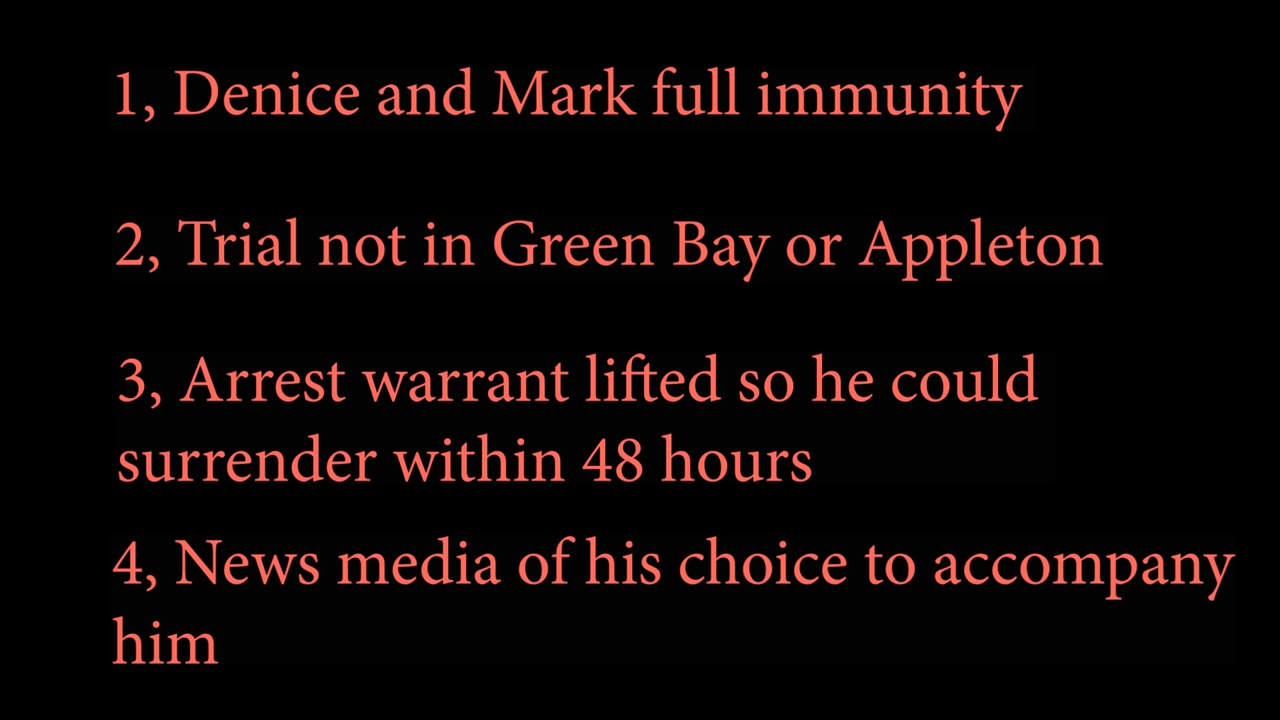 1, Denice and Mark full immunity
2, Trial not in Green Bay or Appleton
3, Arrest warrant lifted so he could
surrender within 48 hours
4, News media of his choice to accompany
him